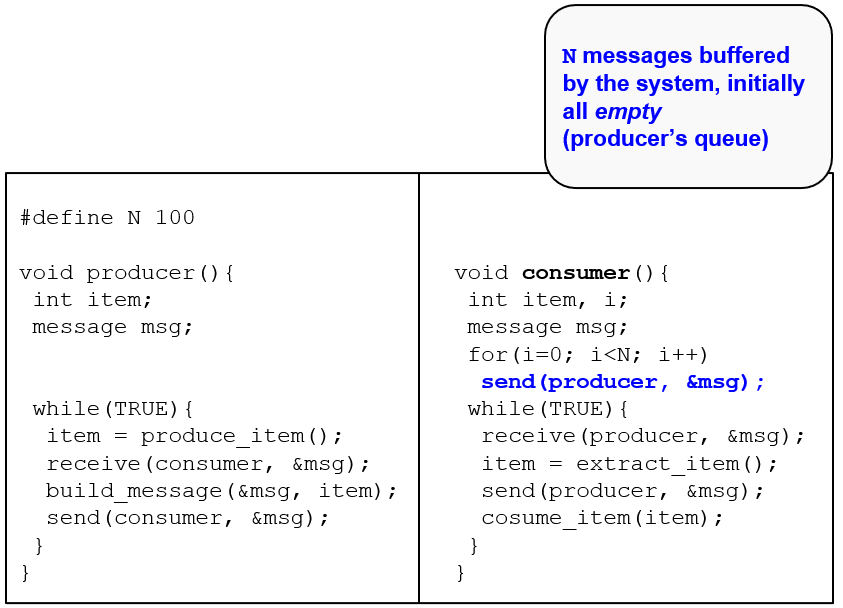 N messages buffered
by the system, initially
all empty
(producer's queue)
#define N 100
void producer(){
int item;
message msg;
while(TRUE){
item = produce_item();
receive(consumer, &msg);
build_message(&msg, item);
send(consumer, &msg);
}
}
void consumer(){
int item, i;
message msg;
for(i=0; i<N; i++)
send(producer, &msg);
while(TRUE){
receive(producer, &msg);
item = extract_item();
send(producer, &msg);
cosume_item(item);
}
}